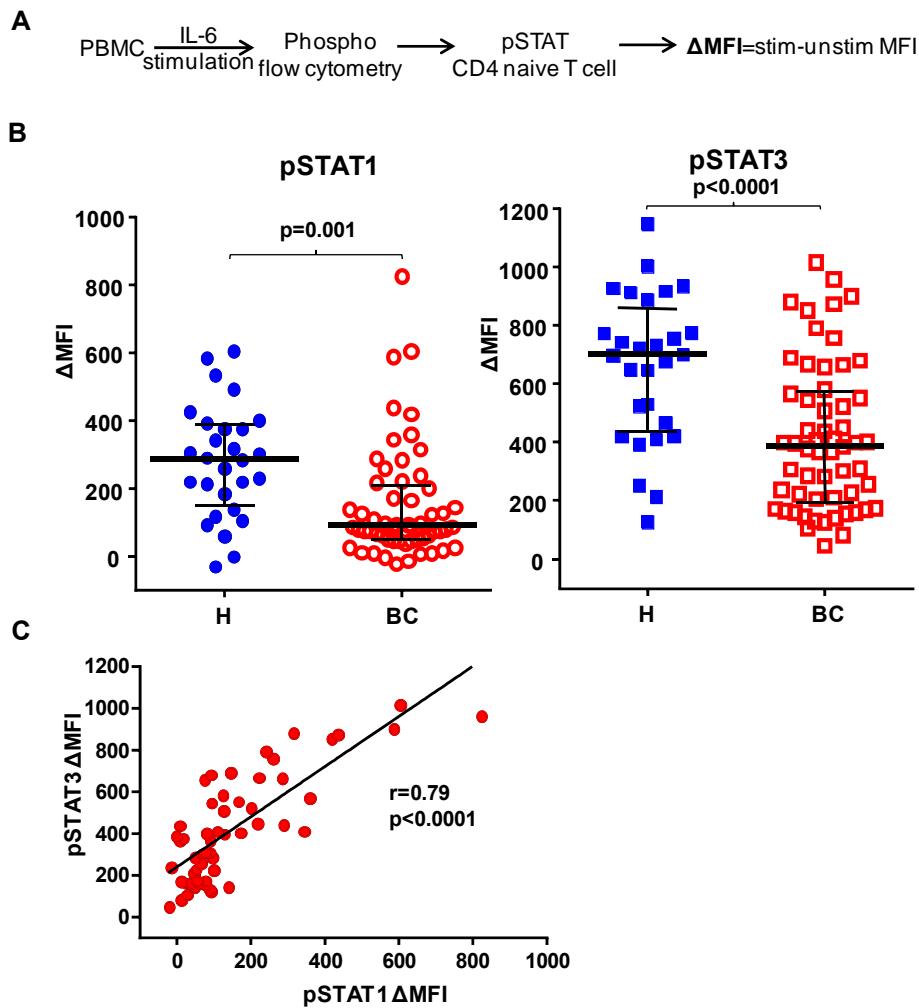 A
PBMC IL-6 stimulation Phospho flow cytometry pSTAT CD4 naive T cell ΔMFI=stim-unstim MFI
B
pSTAT1
p=0.001
ΔMFI
1000
800
600
400
200
0
H BC
pSTAT3
p<0.0001
ΔMFI
1200
1000
800
600
400
200
0
H BC
C
pSTAT3 ΔMFI
1200
1000
800
600
400
200
0
r=0.79
p<0.0001
0 200 400 600 800 1000
pSTAT1 ΔMFI